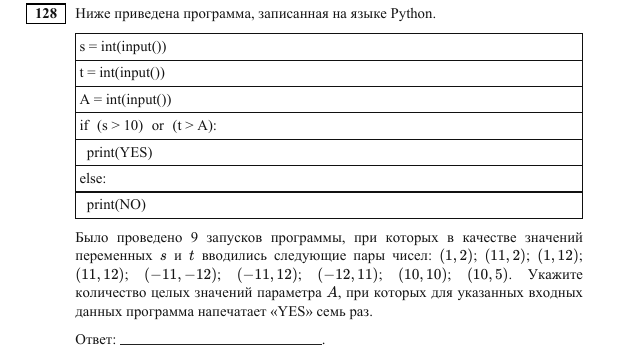 128 Ниже приведена программа, записанная на языке Python.
s = int(input())
t = int(input())
A = int(input())
if (s > 10) or (t > A):
print(YES)
else:
print(NO)
Было проведено 9 запусков программы, при которых в качестве значений
переменных s и t вводились следующие пары чисел: (1, 2); (11, 2); (1, 12);
(11, 12); (−11, −12); (−11, 12); (−12, 11); (10, 10); (10, 5). Укажите
количество целых значений параметра A, при которых для указанных входных
данных программа напечатает «YES» семь раз.
Ответ: ____________________________.